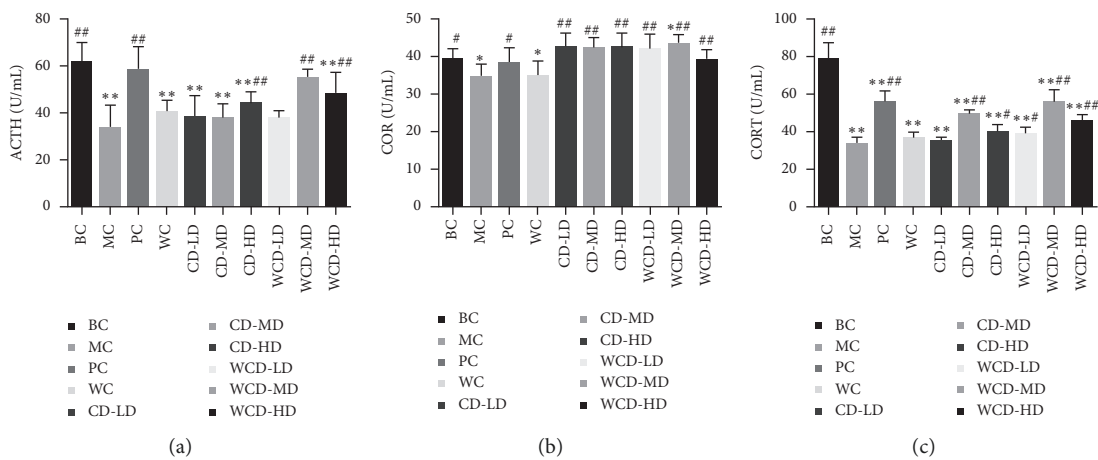 80
60
40
20
0
ACTH (U/mL)
##
**
##
**
**
**
**##
##
**##
BC
MC
PC
WC
CD-LD
CD-MD
CD-HD
WCD-LD
WCD-MD
WCD-HD
BC
MC
PC
WC
CD-LD
CD-MD
CD-HD
WCD-LD
WCD-MD
WCD-HD
(a)
50
40
30
20
10
0
COR (U/mL)
#
*
#
*
##
##
##
##
*##
##
BC
MC
PC
WC
CD-LD
CD-MD
CD-HD
WCD-LD
WCD-MD
WCD-HD
BC
MC
PC
WC
CD-LD
CD-MD
CD-HD
WCD-LD
WCD-MD
WCD-HD
(b)
100
80
60
40
20
0
CORT (U/mL)
##
**
**##
**
**
**##
**#
**#
**##
**##
BC
MC
PC
WC
CD-LD
CD-MD
CD-HD
WCD-LD
WCD-MD
WCD-HD
BC
MC
PC
WC
CD-LD
CD-MD
CD-HD
WCD-LD
WCD-MD
WCD-HD
(c)